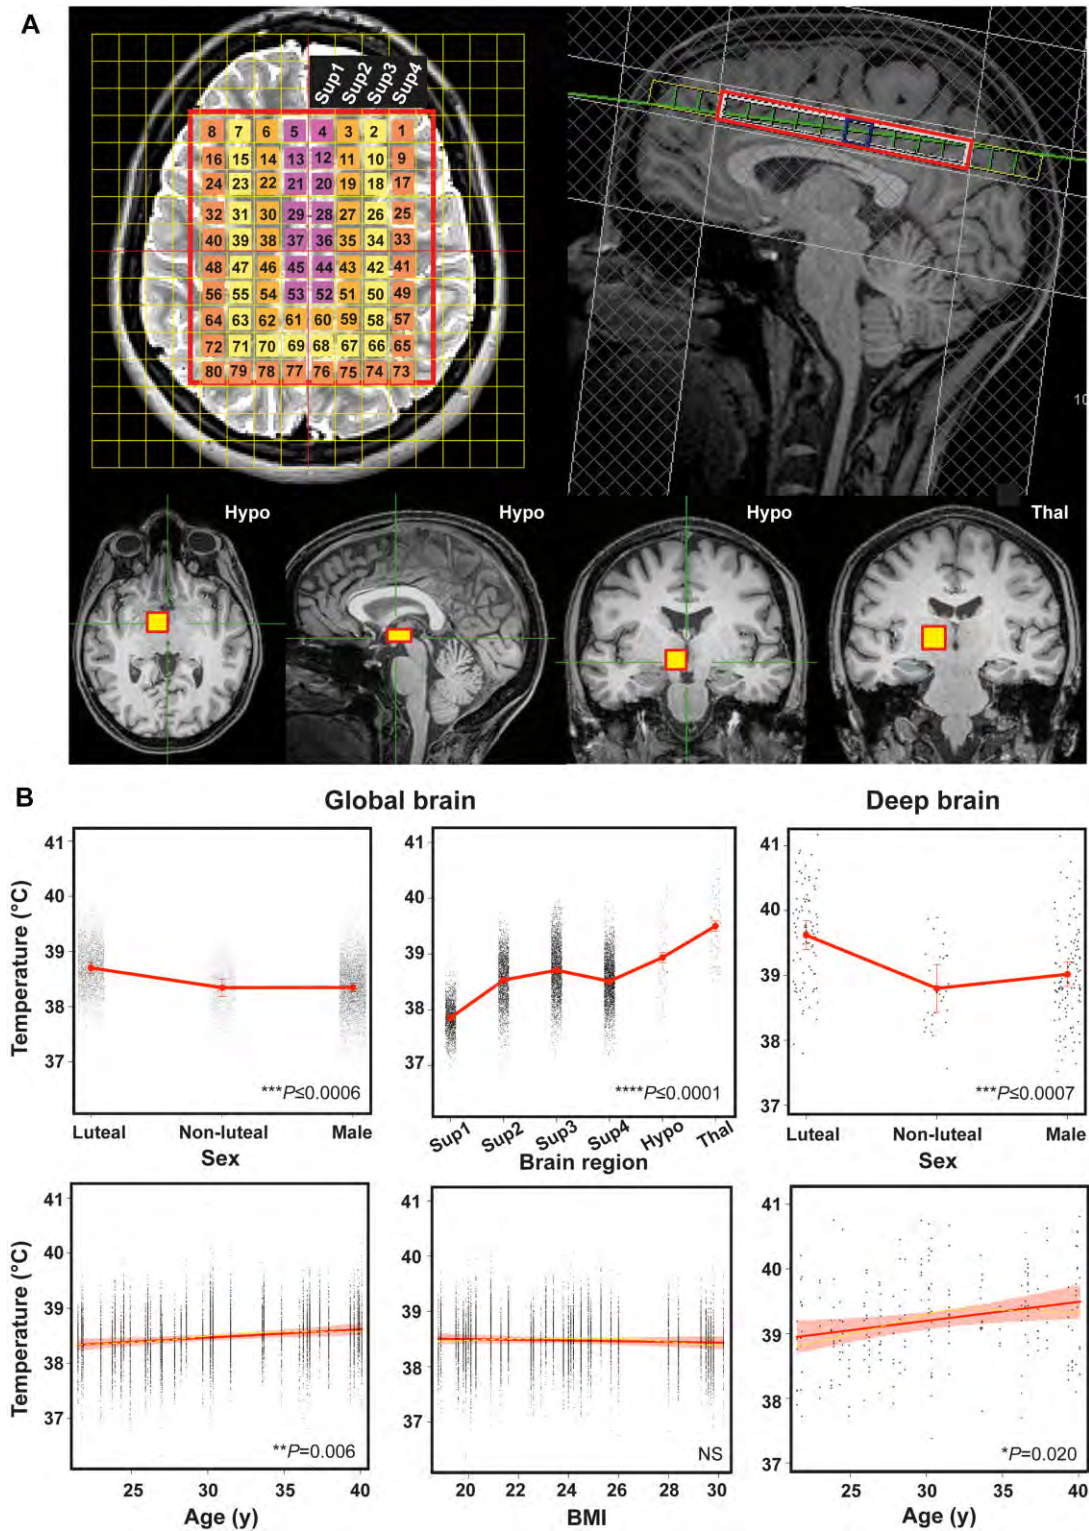 A
Sup1 Sup2 Sup3 Sup4
8 7 6 5 4 3 2 1
16 15 14 13 12 11 10 9
24 23 22 21 20 19 18 17
32 31 30 29 28 27 26 25
40 39 38 37 36 35 34 33
48 47 46 45 44 43 42 41
56 55 54 53 52 51 50 49
64 63 62 61 60 59 58 57
72 71 70 69 68 67 66 65
80 79 78 77 76 75 74 73
10
Hypo Hypo Hypo Thal
B
Global brain
Deep brain
Temperature (°C)
41
40
39
38
37
***P≤0.0006
Luteal Non-luteal Male
Sex
41
40
39
38
37
****P≤0.0001
Sup1 Sup2 Sup3 Sup4 Hypo Thal
Brain region
41
40
39
38
37
***P≤0.0007
Luteal Non-luteal Male
Sex
Temperature (°C)
41
40
39
38
37
**P=0.006
25 30 35 40
Age (y)
41
40
39
38
37
NS
20 22 24 26 28 30
BMI
41
40
39
38
37
*P=0.020
25 30 35 40
Age (y)